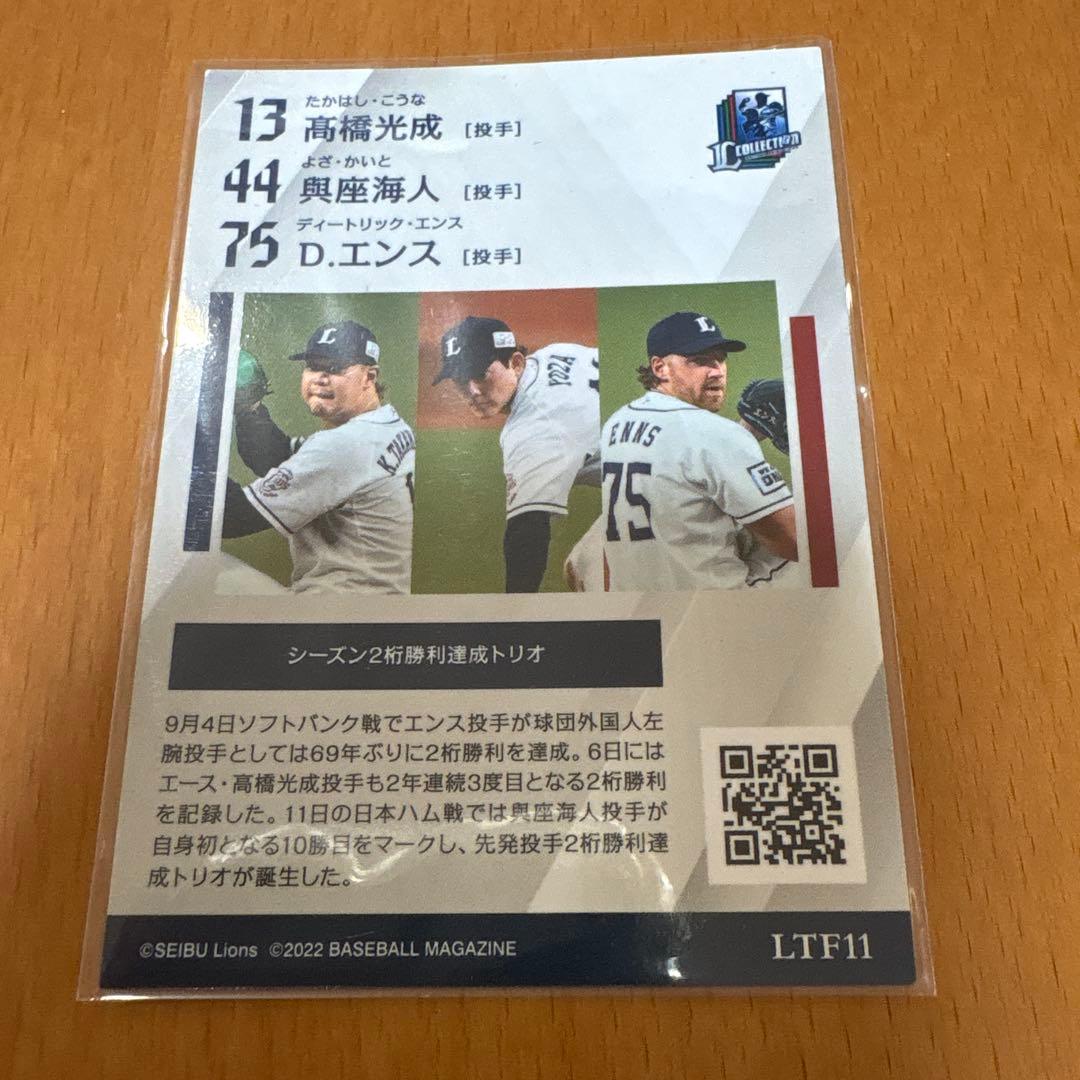 13 たかはし・こうな
髙橋光成 [投手]
44 よざ・かいと
與座海人 [投手]
75 ディートリック・エンス
D.エンス [投手]
L COLLECTION
L
K.TAKA
L
YOZA
L
ENNS
75
エンス
シーズン2桁勝利達成トリオ
9月4日ソフトバンク戦でエンス投手が球団外国人左
腕投手としては69年ぶりに2桁勝利を達成。6日には
エース・髙橋光成投手も2年連続3度目となる2桁勝利
を記録した。11日の日本ハム戦では與座海人投手が
自身初となる10勝目をマークし、先発投手2桁勝利達
成トリオが誕生した。
©SEIBU Lions ©2022 BASEBALL MAGAZINE
LTF11